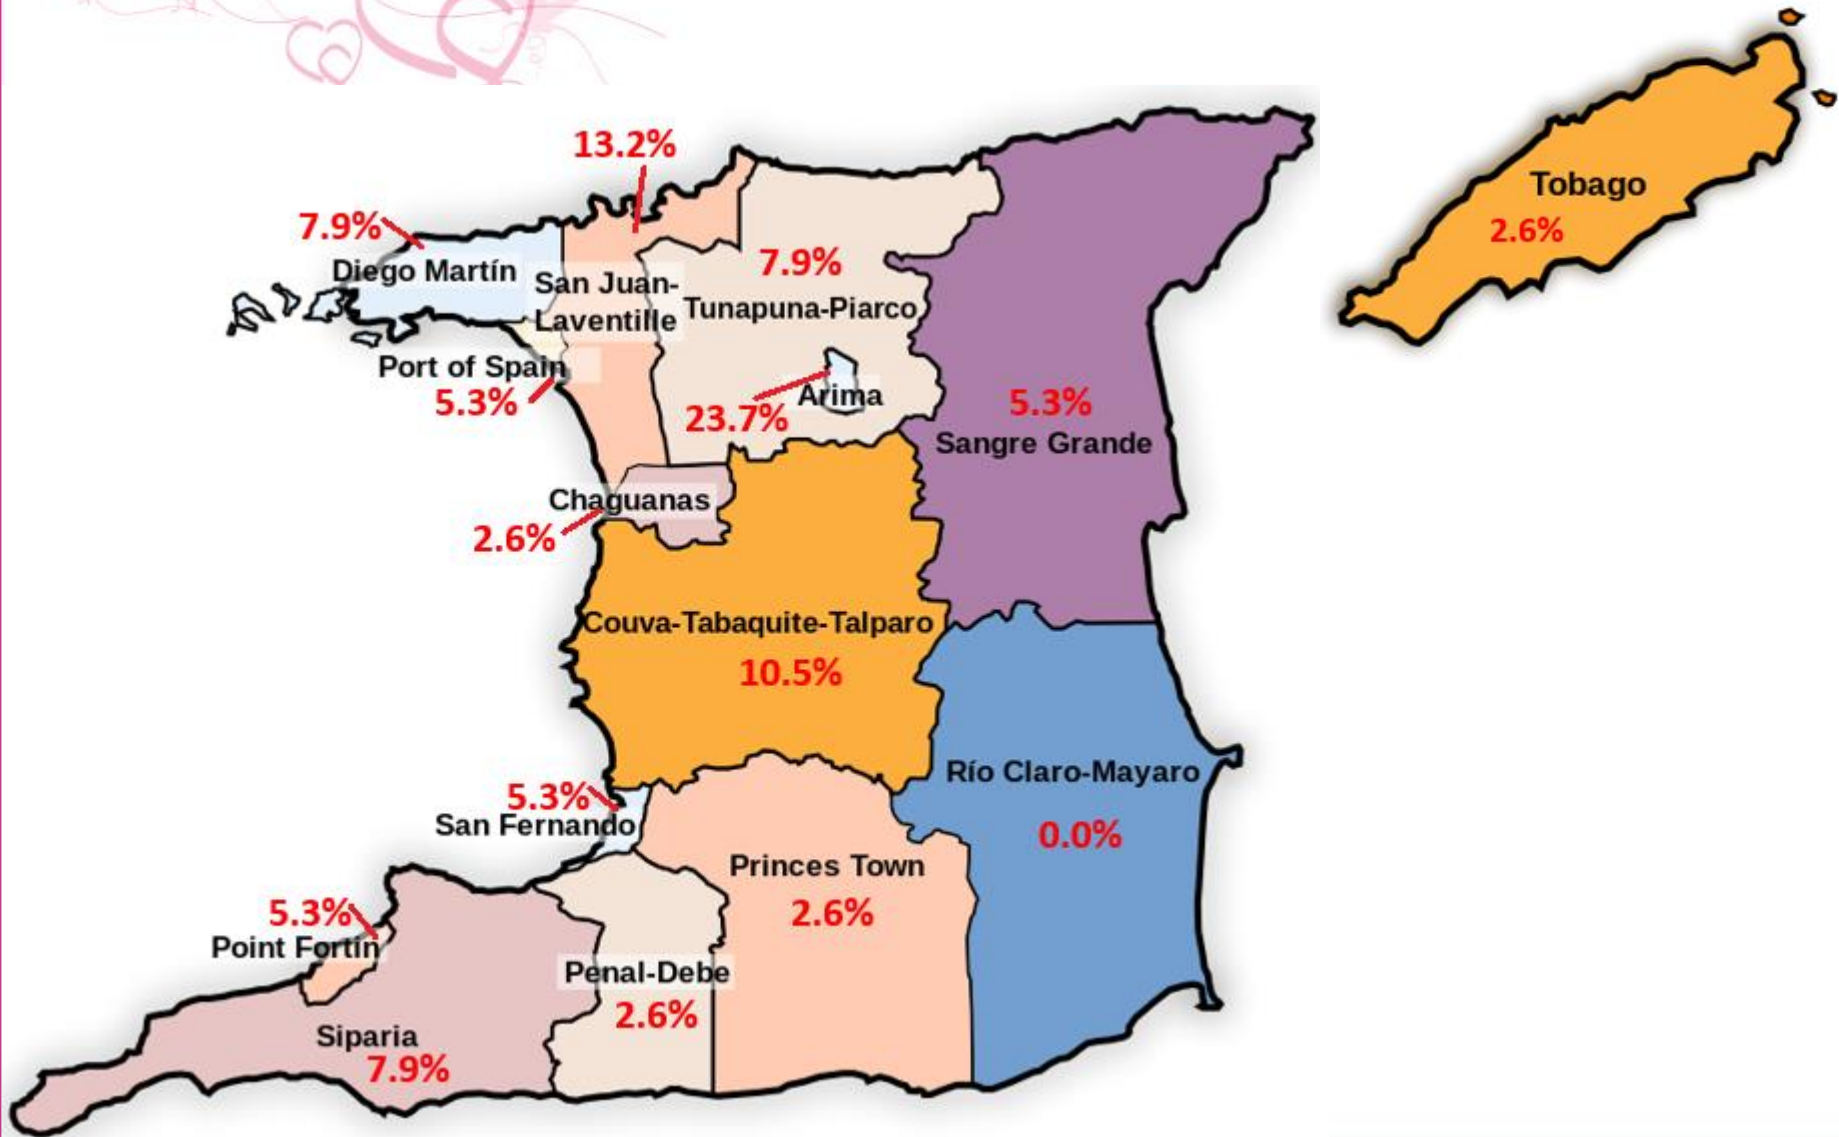 13.2%
7.9%
Diego Martín
San Juan-
Laventille
7.9%
Tunapuna-Piarco
Port of Spain
5.3%
23.7%
Arima
5.3%
Sangre Grande
Chaguanas
2.6%
Couva-Tabaquite-Talparo
10.5%
Río Claro-Mayaro
0.0%
5.3%
San Fernando
Princes Town
2.6%
5.3%
Point Fortín
Penal-Debe
2.6%
Siparia
7.9%
Tobago
2.6%